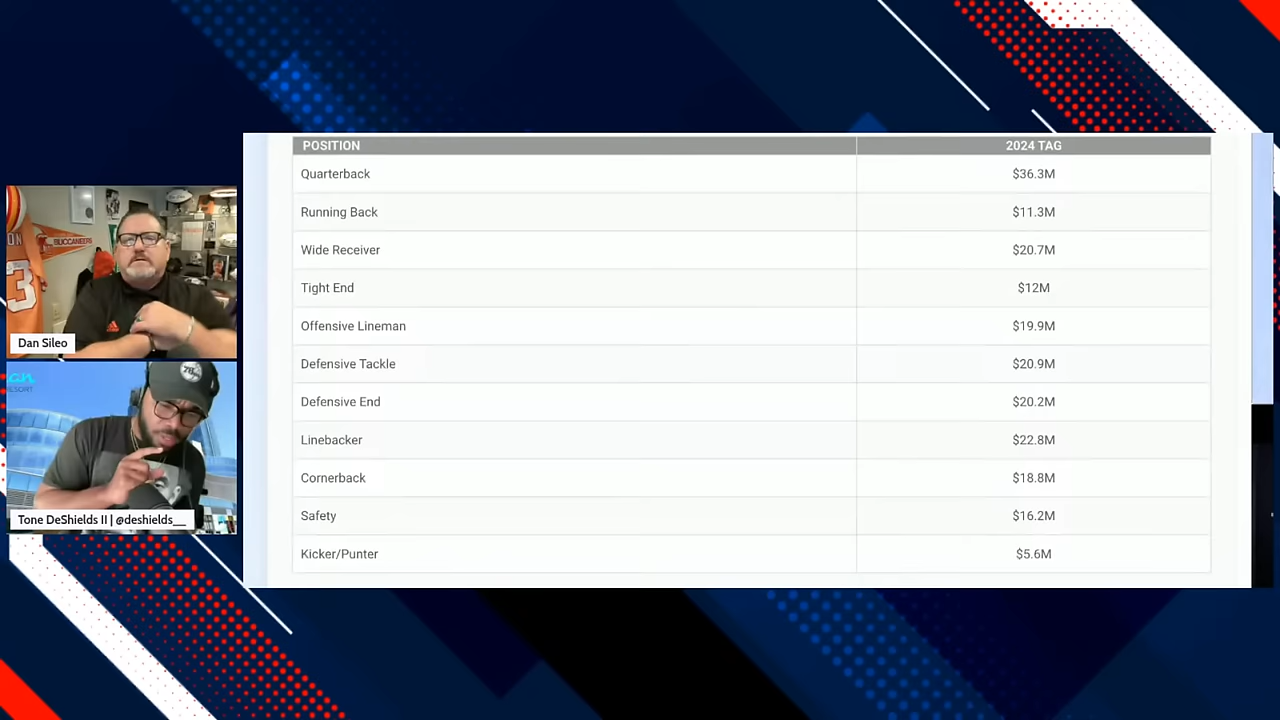 POSITION 2024 TAG
Quarterback $36.3M
Running Back $11.3M
Wide Receiver $20.7M
Tight End $12M
Offensive Lineman $19.9M
Defensive Tackle $20.9M
Defensive End $20.2M
Linebacker $22.8M
Cornerback $18.8M
Safety $16.2M
Kicker/Punter $5.6M
BUCCANEERS
Dan Sileo
Tone DeShields II | @deshields__